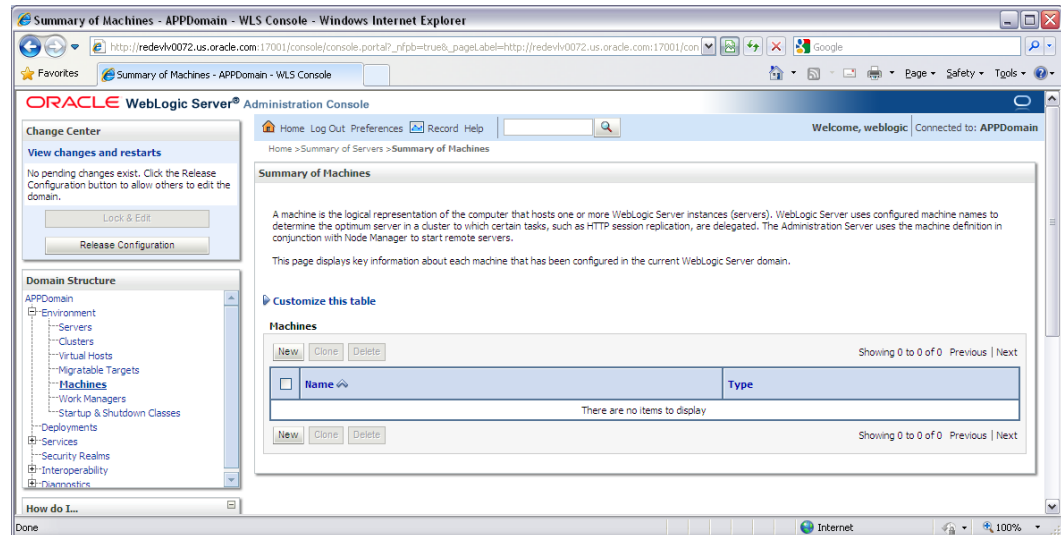 Summary of Machines - APPDomain - WLS Console - Windows Internet Explorer
http://redevlv0072.us.oracle.com:17001/console/console.portal?_nfpb=true&_pageLabel=http://redevlv0072.us.oracle.com:17001/con
Google
Favorites
Summary of Machines - APPDomain - WLS Console
Page Safety Tools
ORACLE WebLogic Server® Administration Console
Change Center
View changes and restarts
No pending changes exist. Click the Release
Configuration button to allow others to edit the
domain.
Lock & Edit
Release Configuration
Domain Structure
APPDomain
Environment
Servers
Clusters
Virtual Hosts
Migratable Targets
Machines
Work Managers
Startup & Shutdown Classes
Deployments
Services
Security Realms
Interoperability
Diagnostics
How do I...
Home Log Out Preferences Record Help
Welcome, weblogic Connected to: APPDomain
Home >Summary of Servers >Summary of Machines
Summary of Machines
A machine is the logical representation of the computer that hosts one or more WebLogic Server instances (servers). WebLogic Server uses configured machine names to
determine the optimum server in a cluster to which certain tasks, such as HTTP session replication, are delegated. The Administration Server uses the machine definition in
conjunction with Node Manager to start remote servers.
This page displays key information about each machine that has been configured in the current WebLogic Server domain.
Customize this table
Machines
New Clone Delete
Showing 0 to 0 of 0 Previous | Next
Name Type
There are no items to display
New Clone Delete
Showing 0 to 0 of 0 Previous | Next
Done
Internet
100%